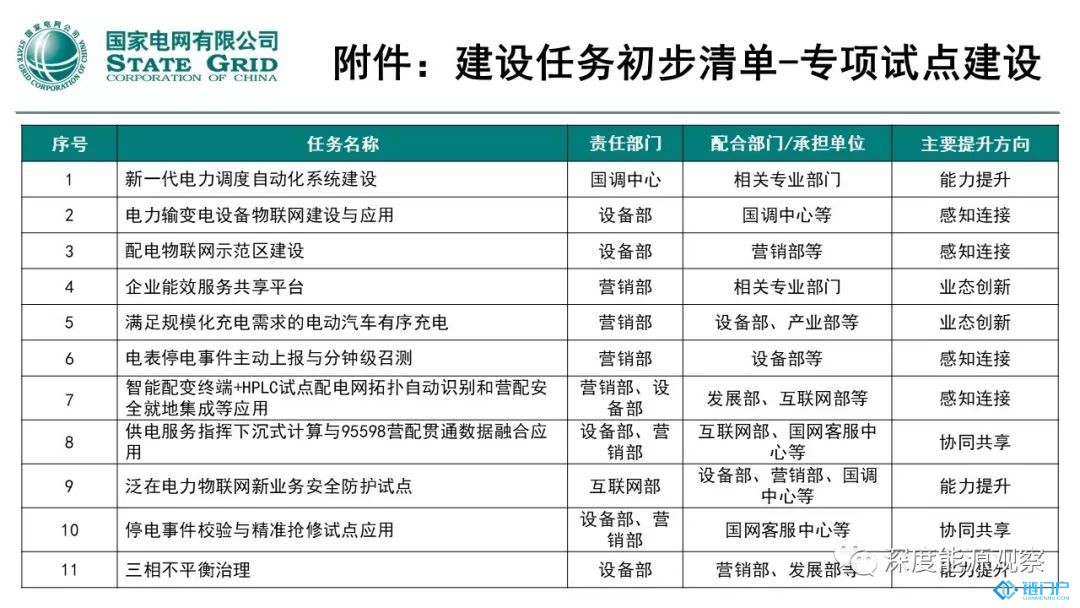 国家电网公司
STATE GRID
CORPORATION OF CHINA
国家电网有限公司
STATE GRID
CORPORATION OF CHINA
附件：建设任务初步清单-专项试点建设
序号 任务名称 责任部门 配合部门/承担单位 主要提升方向
1 新一代电力调度自动化系统建设 国调中心 相关专业部门 能力提升
2 电力输变电设备物联网建设与应用 设备部 国调中心等 感知连接
3 配电物联网示范区建设 设备部 营销部等 感知连接
4 企业能效服务共享平台 营销部 相关专业部门 业态创新
5 满足规模化充电需求的电动汽车有序充电 营销部 设备部、产业部等 业态创新
6 电表停电事件主动上报与分钟级召测 营销部 设备部等 感知连接
7 智能配变终端+HPLC试点配电网拓扑自动识别和营配安
全就地集成等应用 营销部、设
备部 发展部、互联网部等 感知连接
8 供电服务指挥下沉式计算与95598营配贯通数据融合应
用 设备部、营
销部 互联网部、国网客服中
心等 协同共享
9 泛在电力物联网新业务安全防护试点 互联网部 设备部、营销部、国调
中心等 能力提升
10 停电事件校验与精准抢修试点应用 设备部、营
销部 国网客服中心等 协同共享
11 三相不平衡治理 设备部 营销部、发展部等 能力提升
深度能源观察
链门户
LIANMENHU.COM